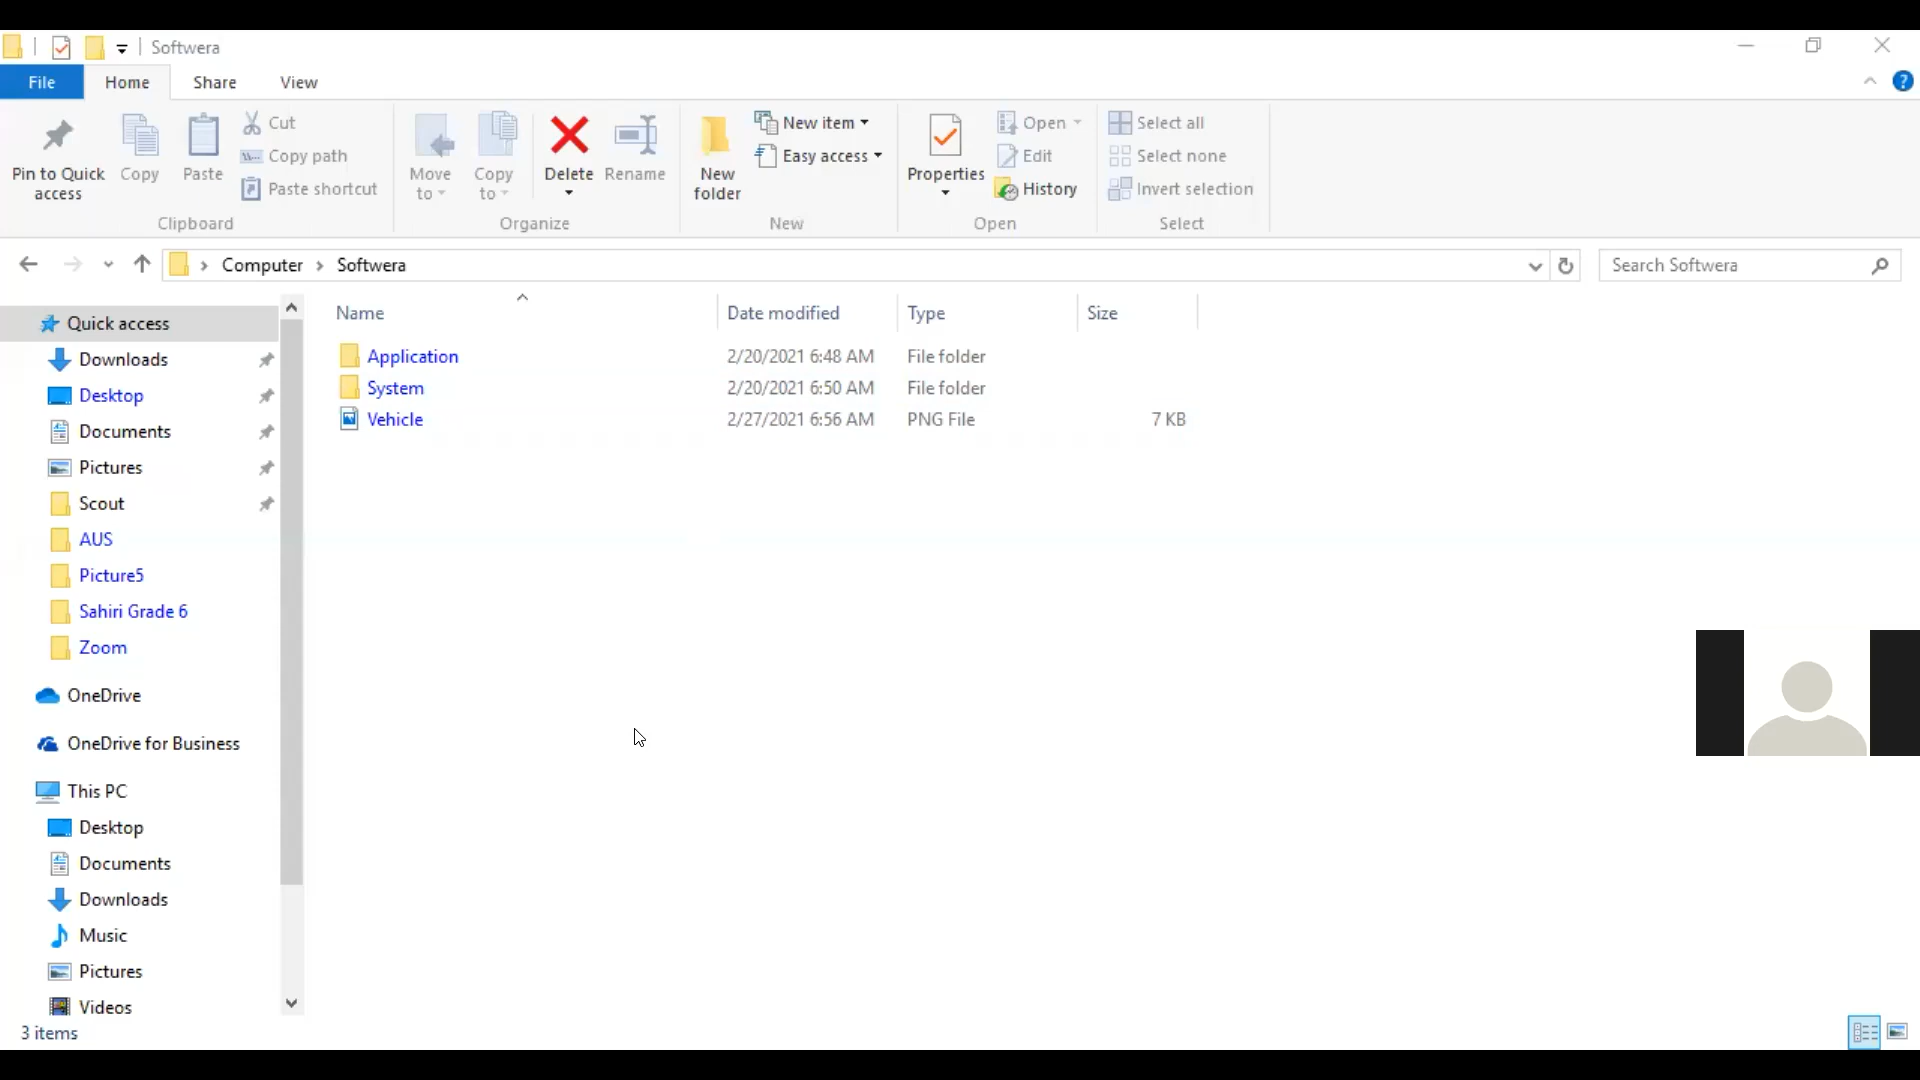 Softwera
File Home Share View
Pin to Quick access
Copy
Paste
Cut
Copy path
Paste shortcut
Clipboard
Move to
Copy to
Delete
Rename
Organize
New folder
New item
Easy access
New
Properties
Open
Edit
History
Open
Select all
Select none
Invert selection
Select
Computer Softwera
Search Softwera
Quick access
Downloads
Desktop
Documents
Pictures
Scout
AUS
Picture5
Sahiri Grade 6
Zoom
OneDrive
OneDrive for Business
This PC
Desktop
Documents
Downloads
Music
Pictures
Videos
Name Date modified Type Size
Application 2/20/2021 6:48 AM File folder
System 2/20/2021 6:50 AM File folder
Vehicle 2/27/2021 6:56 AM PNG File 7 KB
3 items